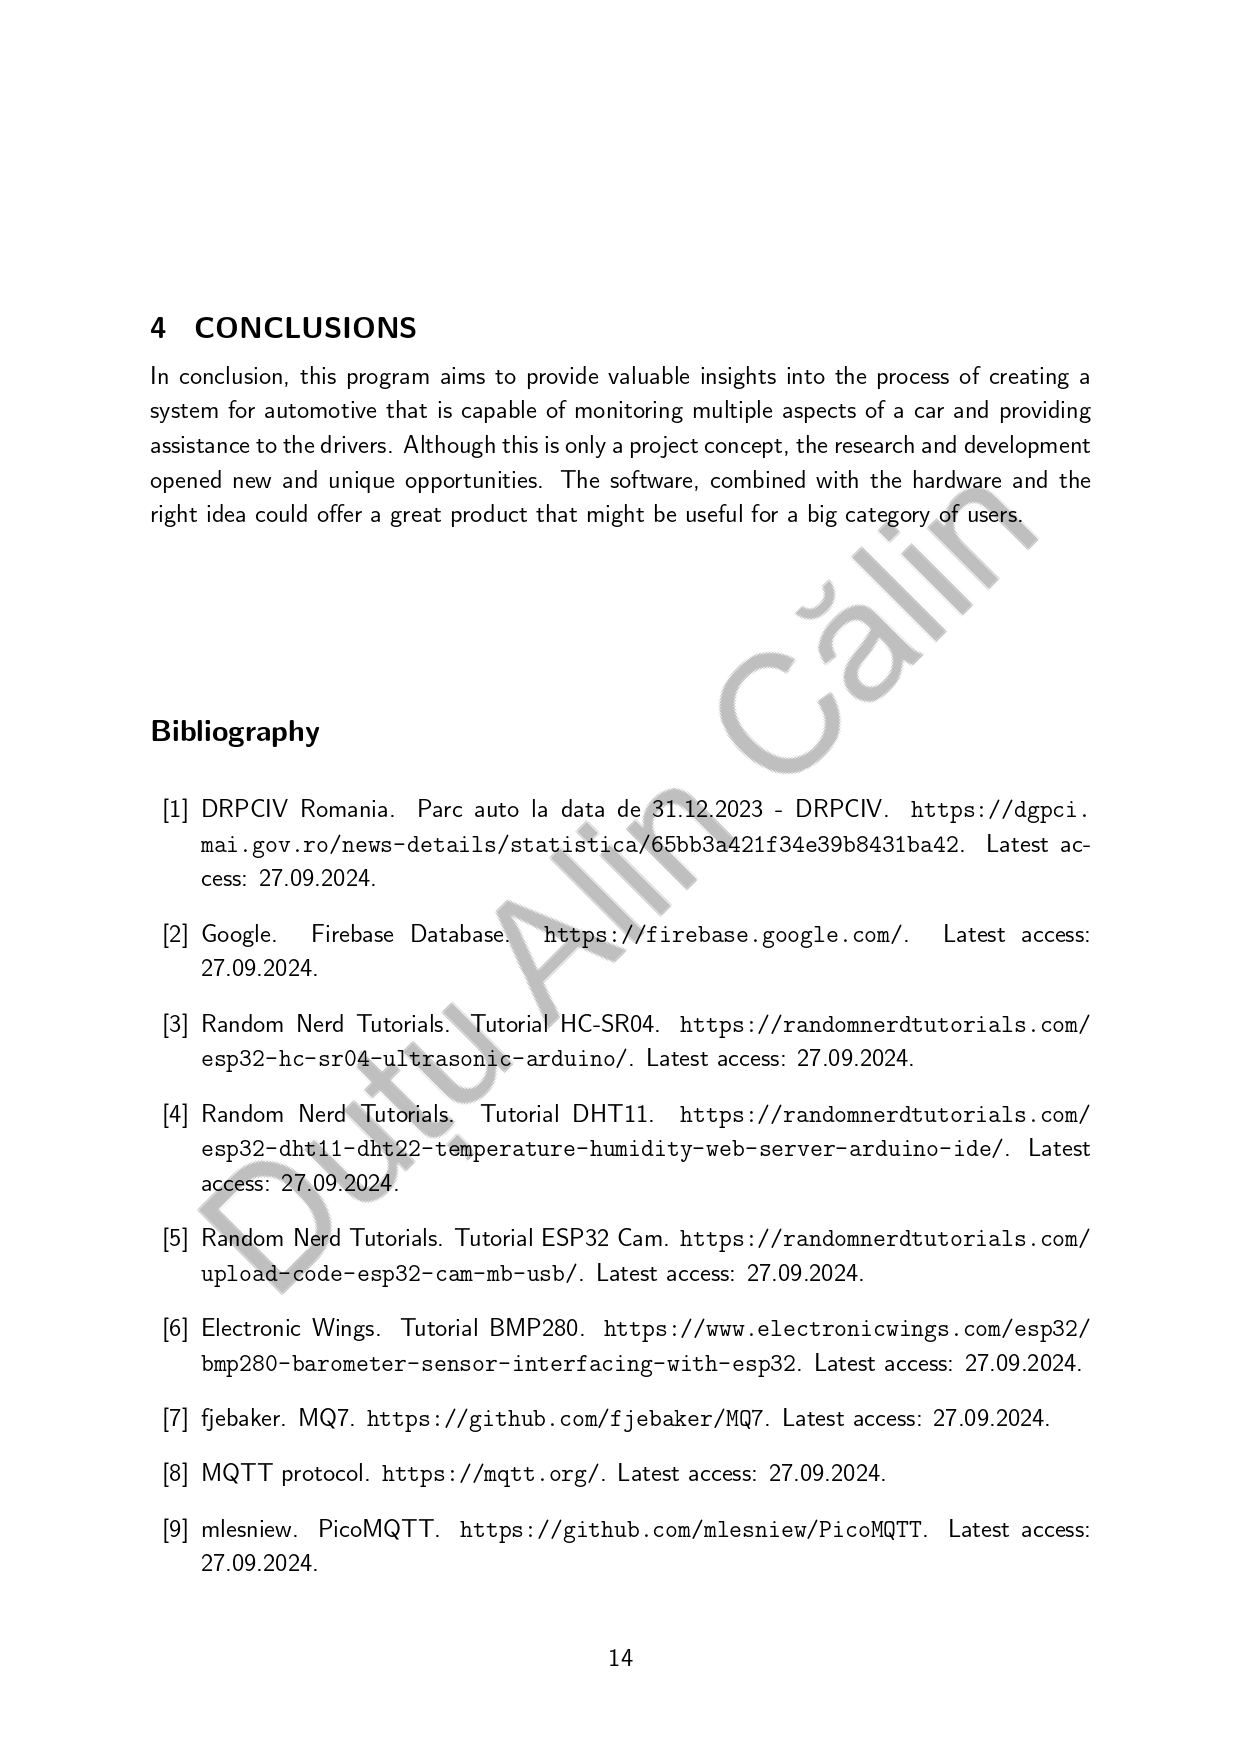 4 CONCLUSIONS
In conclusion, this program aims to provide valuable insights into the process of creating a
system for automotive that is capable of monitoring multiple aspects of a car and providing
assistance to the drivers. Although this is only a project concept, the research and development
opened new and unique opportunities. The software, combined with the hardware and the
right idea could offer a great product that might be useful for a big category of users.
Duțu Alin Călin
Bibliography
[1] DRPCIV Romania. Parc auto la data de 31.12.2023 - DRPCIV. https://dgpci.
mai.gov.ro/news-details/statistica/65bb3a421f34e39b8431ba42. Latest ac-
cess: 27.09.2024.
[2] Google. Firebase Database. https://firebase.google.com/. Latest access:
27.09.2024.
[3] Random Nerd Tutorials. Tutorial HC-SR04. https://randomnerdtutorials.com/
esp32-hc-sr04-ultrasonic-arduino/. Latest access: 27.09.2024.
[4] Random Nerd Tutorials. Tutorial DHT11. https://randomnerdtutorials.com/
esp32-dht11-dht22-temperature-humidity-web-server-arduino-ide/. Latest
access: 27.09.2024.
[5] Random Nerd Tutorials. Tutorial ESP32 Cam. https://randomnerdtutorials.com/
upload-code-esp32-cam-mb-usb/. Latest access: 27.09.2024.
[6] Electronic Wings. Tutorial BMP280. https://www.electronicwings.com/esp32/
bmp280-barometer-sensor-interfacing-with-esp32. Latest access: 27.09.2024.
[7] fjebaker. MQ7. https://github.com/fjebaker/MQ7. Latest access: 27.09.2024.
[8] MQTT protocol. https://mqtt.org/. Latest access: 27.09.2024.
[9] mlesniew. PicoMQTT. https://github.com/mlesniew/PicoMQTT. Latest access:
27.09.2024.
14